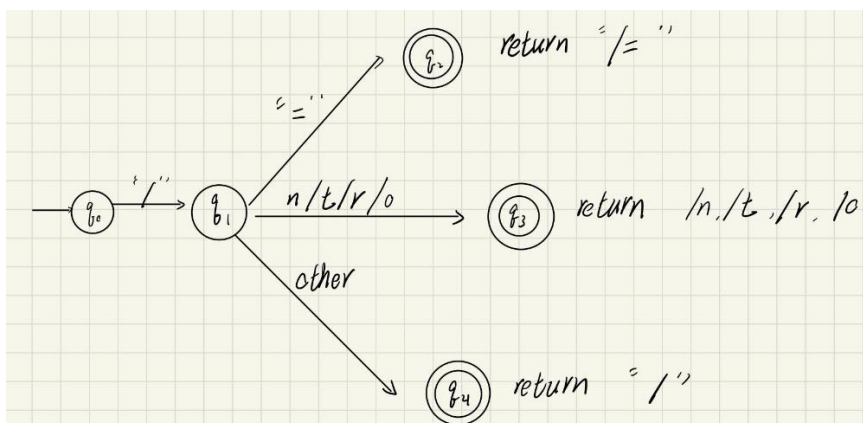 q₂ return "/= "
"="
q₀ "/" q₁ n/t/r/0 q₃ return /n, /t, /r, /0
other
q₄ return "/"